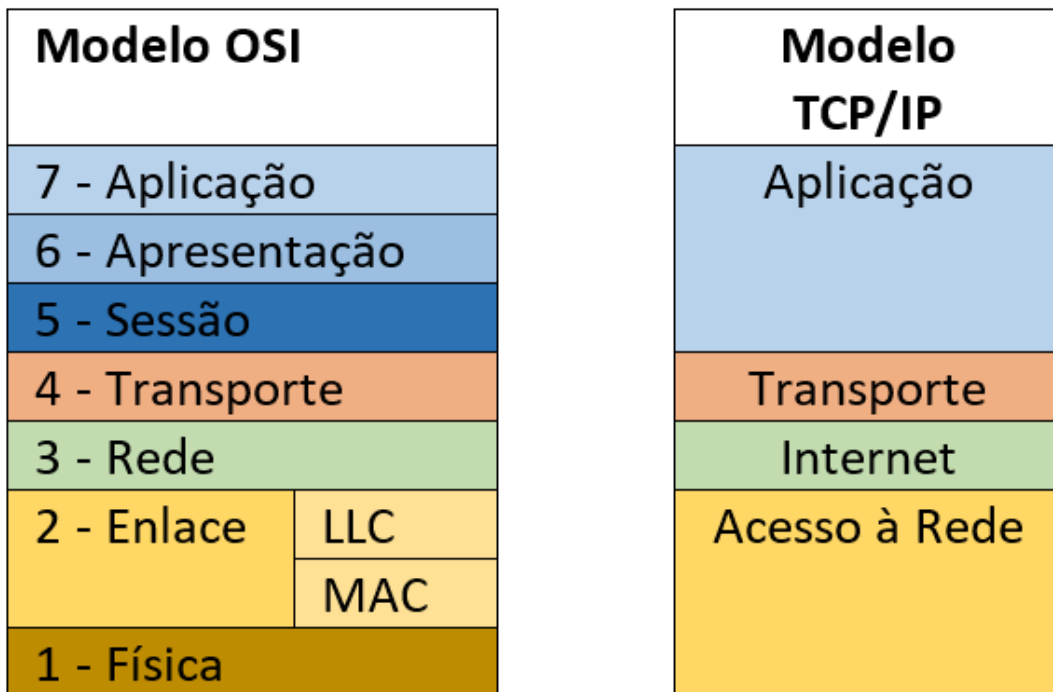 Modelo OSI
7 - Aplicação
6 - Apresentação
5 - Sessão
4 - Transporte
3 - Rede
2 - Enlace
LLC
MAC
1 - Física
Modelo
TCP/IP
Aplicação
Transporte
Internet
Acesso à Rede